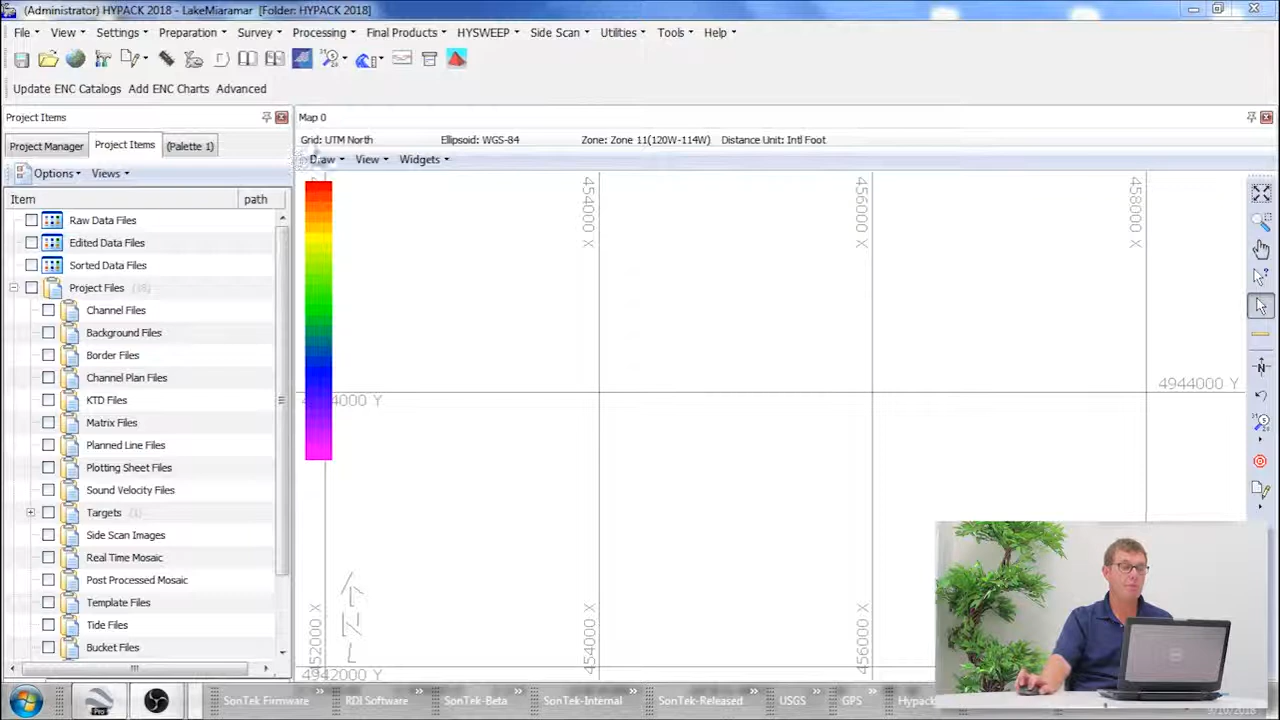 (Administrator) HYPACK 2018 - LakeMiaramar [Folder: HYPACK 2018]
File View Settings Preparation Survey Processing Final Products HYSWEEP Side Scan Utilities Tools Help
Update ENC Catalogs Add ENC Charts Advanced
Project Items
Project Manager Project Items (Palette 1)
Options Views
Item path
Raw Data Files
Edited Data Files
Sorted Data Files
Project Files
Channel Files
Background Files
Border Files
Channel Plan Files
KTD Files
Matrix Files
Planned Line Files
Plotting Sheet Files
Sound Velocity Files
Targets (1)
Side Scan Images
Real Time Mosaic
Post Processed Mosaic
Template Files
Tide Files
Bucket Files
Map 0
Grid: UTM North Ellipsoid: WGS-84 Zone: Zone 11(120W-114W) Distance Unit: Intl Foot
Draw View Widgets
454000 X
456000 X
458000 X
4944000 Y
N
452000 X
454000 X
456000 X
4942000 Y
SonTek Firmware RDI Software SonTek-Beta SonTek-Internal SonTek-Released USGS GPS Hypack